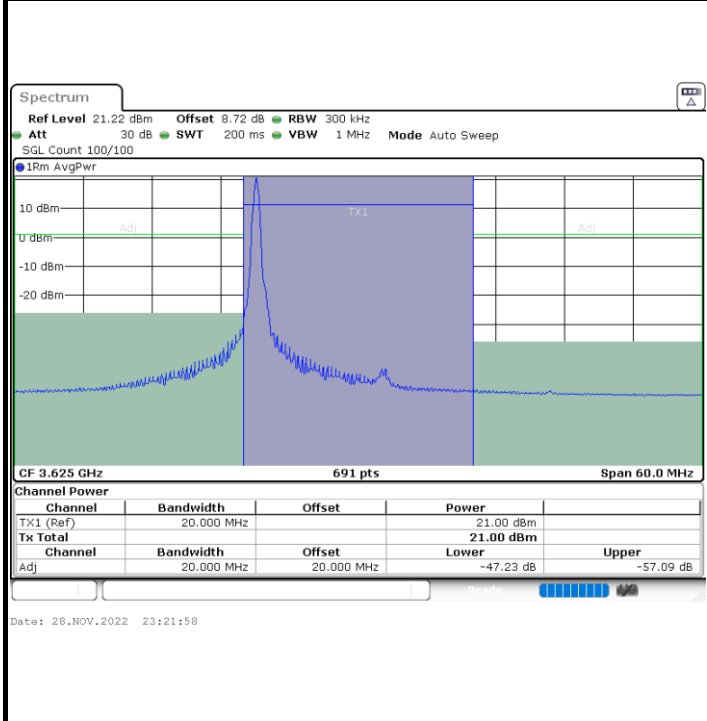 Spectrum
Ref Level 21.22 dBm Offset 8.72 dB RBW 300 kHz
Att 30 dB SWT 200 ms VBW 1 MHz Mode Auto Sweep
SGL Count 100/100
1Rm AvgPwr
10 dBm
TX1
Adj
Adj
0 dBm
-10 dBm
-20 dBm
CF 3.625 GHz 691 pts Span 60.0 MHz
Channel Power
Channel Bandwidth Offset Power
TX1 (Ref) 20.000 MHz 21.00 dBm
Tx Total 21.00 dBm
Channel Bandwidth Offset Lower Upper
Adj 20.000 MHz 20.000 MHz -47.23 dB -57.09 dB
Ready
Date: 28.NOV.2022 23:21:58